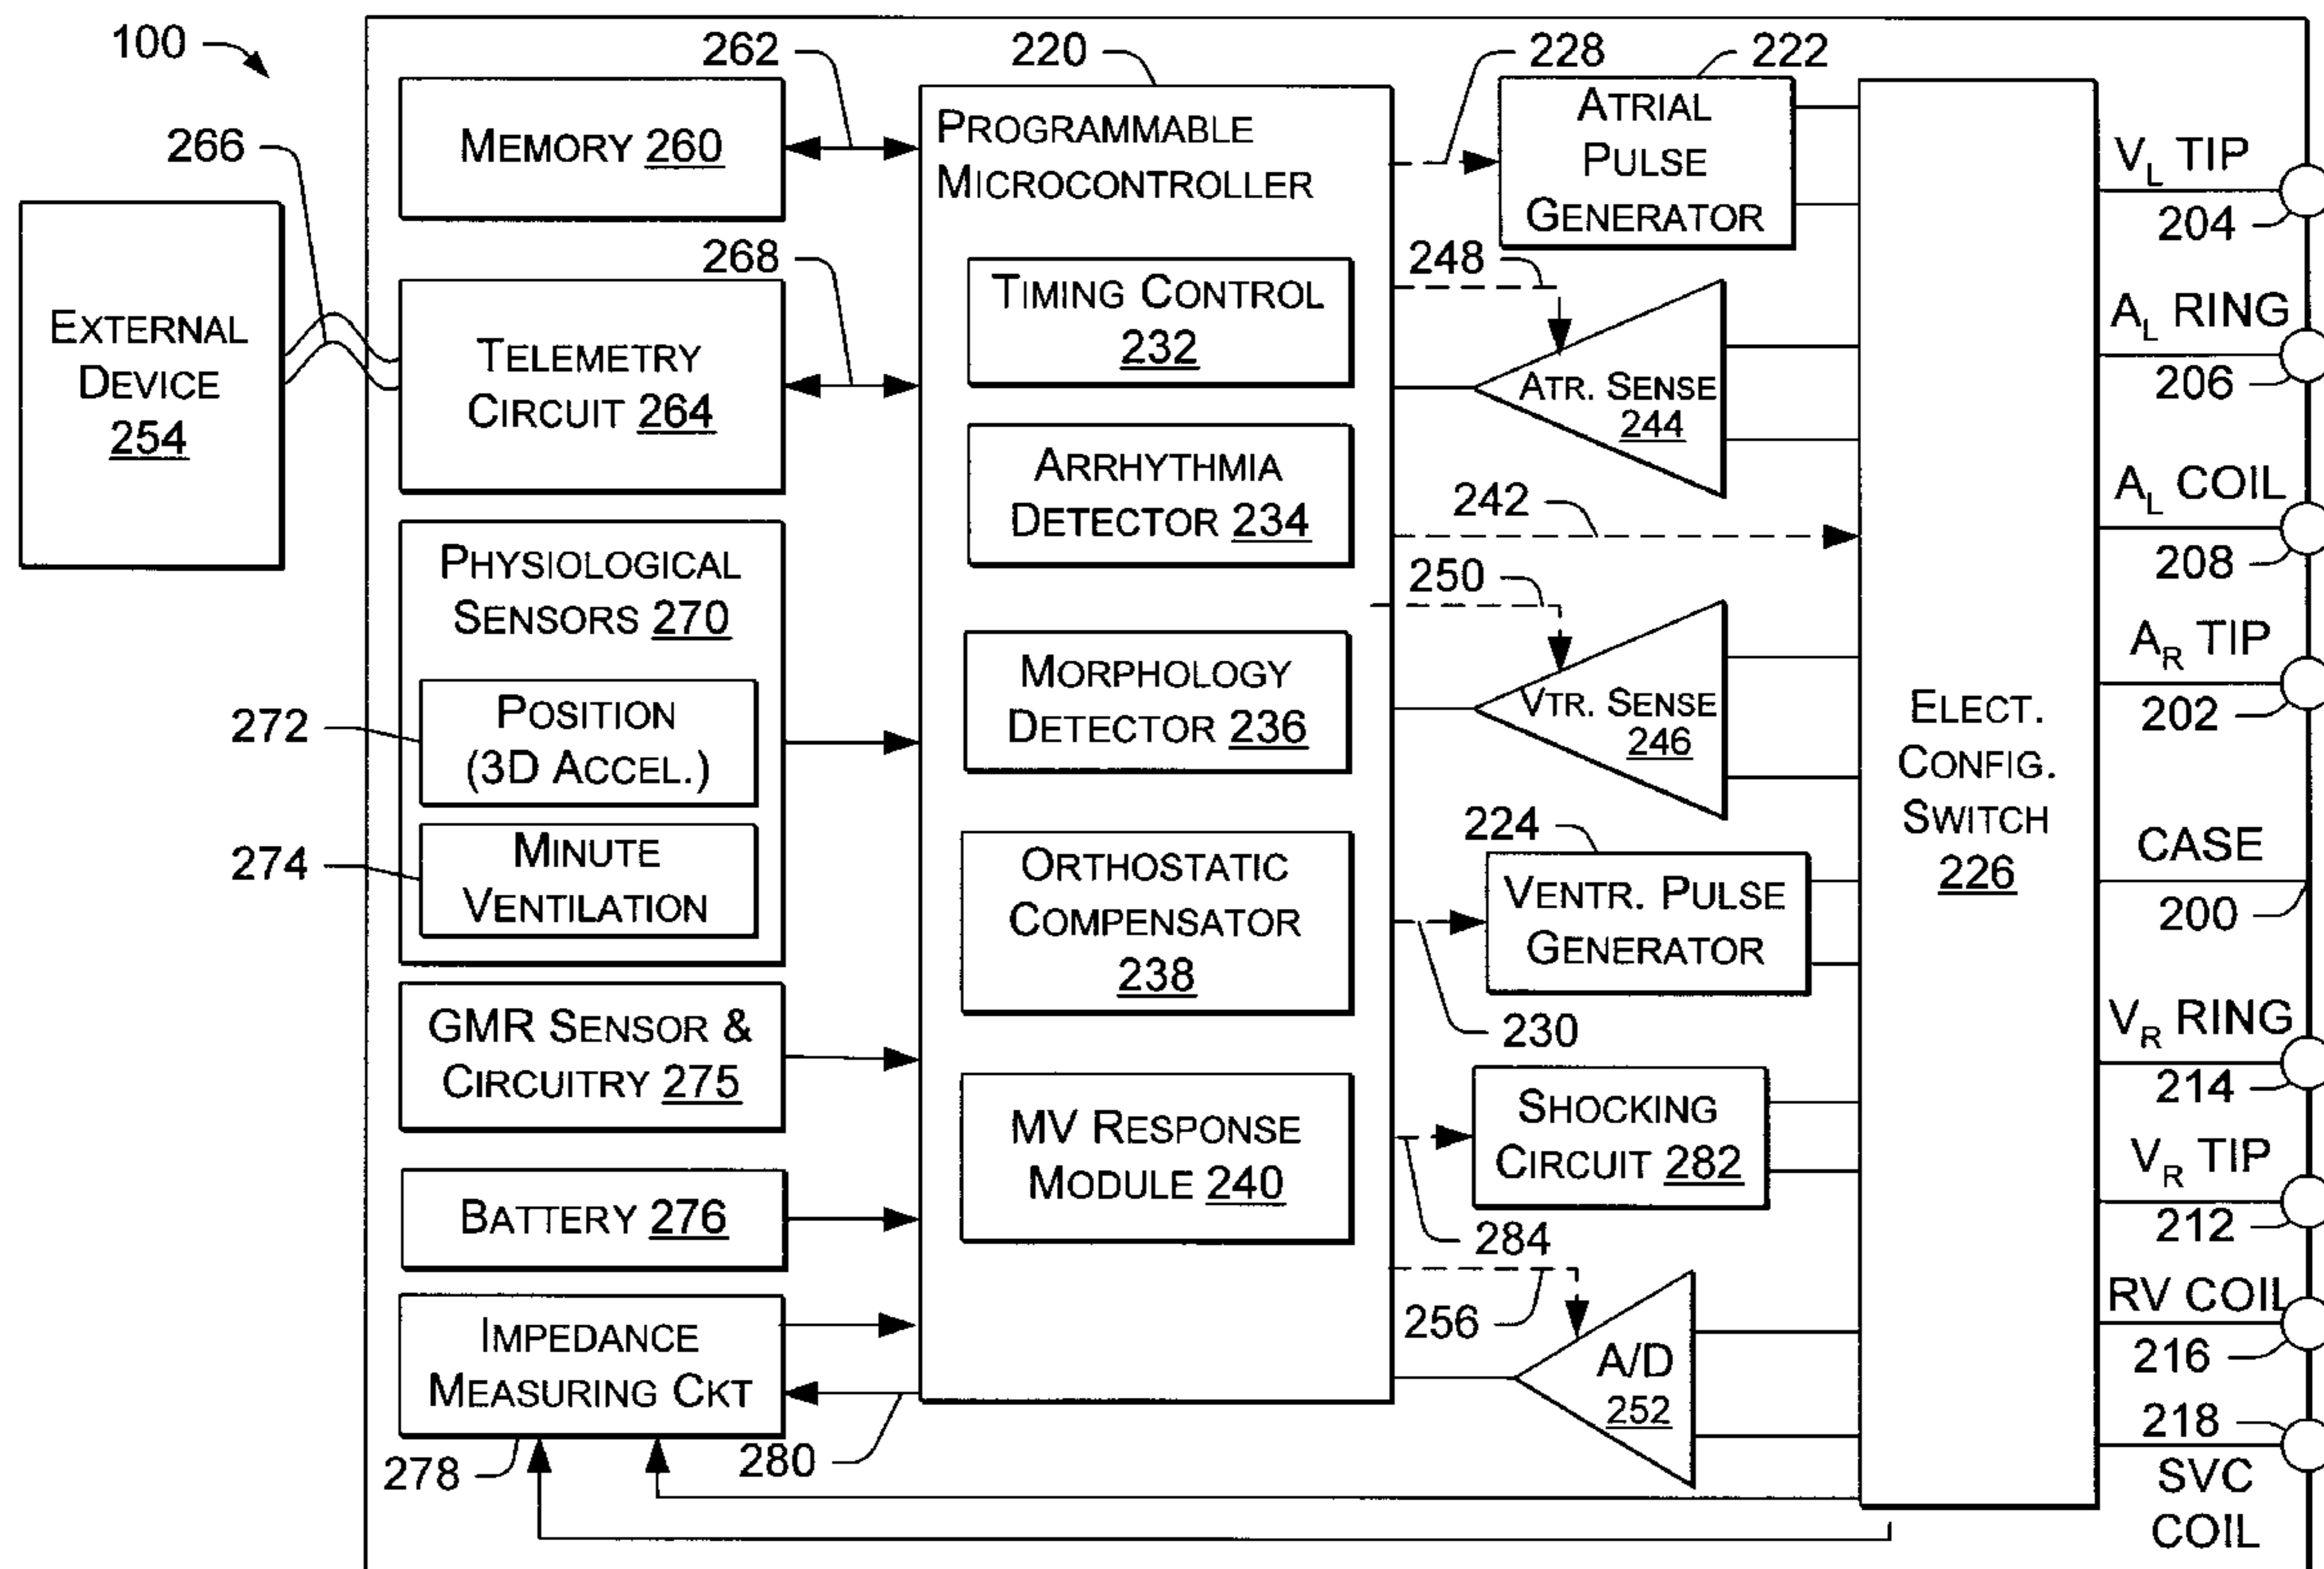 100
262
220
228
222
266
MEMORY 260
PROGRAMMABLE
MICROCONTROLLER
ATRIAL
PULSE
GENERATOR
VL TIP
204
EXTERNAL
DEVICE
254
268
TELEMETRY
CIRCUIT 264
TIMING CONTROL
232
248
ATR. SENSE
244
AL RING
206
ARRHYTHMIA
DETECTOR 234
242
AL COIL
208
PHYSIOLOGICAL
SENSORS 270
250
272
POSITION
(3D ACCEL.)
MORPHOLOGY
DETECTOR 236
VTR. SENSE
246
ELECT.
CONFIG.
SWITCH
226
AR TIP
202
274
MINUTE
VENTILATION
ORTHOSTATIC
COMPENSATOR
238
224
VENTR. PULSE
GENERATOR
CASE
200
GMR SENSOR &
CIRCUITRY 275
230
VR RING
214
MV RESPONSE
MODULE 240
SHOCKING
CIRCUIT 282
VR TIP
212
BATTERY 276
284
256
RV COIL
216
IMPEDANCE
MEASURING CKT
A/D
252
278
280
218
SVC
COIL